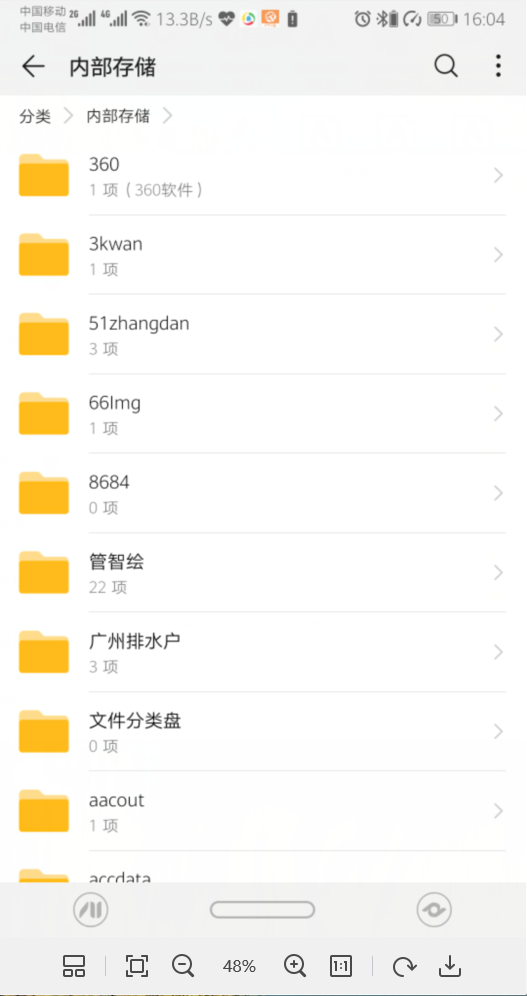 中国移动 2G 4G 13.3B/s 50 16:04
中国电信
内部存储
分类 内部存储
360
1 项（360软件）
3kwan
1 项
51zhangdan
3 项
66Img
1 项
8684
0 项
管智绘
22 项
广州排水户
3 项
文件分类盘
0 项
aacout
1 项
accdata
48% 1:1